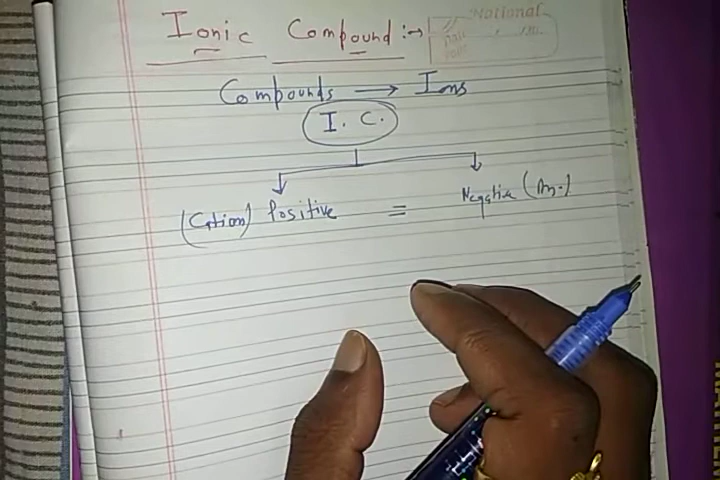 Ionic Compound :→
National
Compounds → Ions
I. C.
(Cation) Positive = Negative (An-)